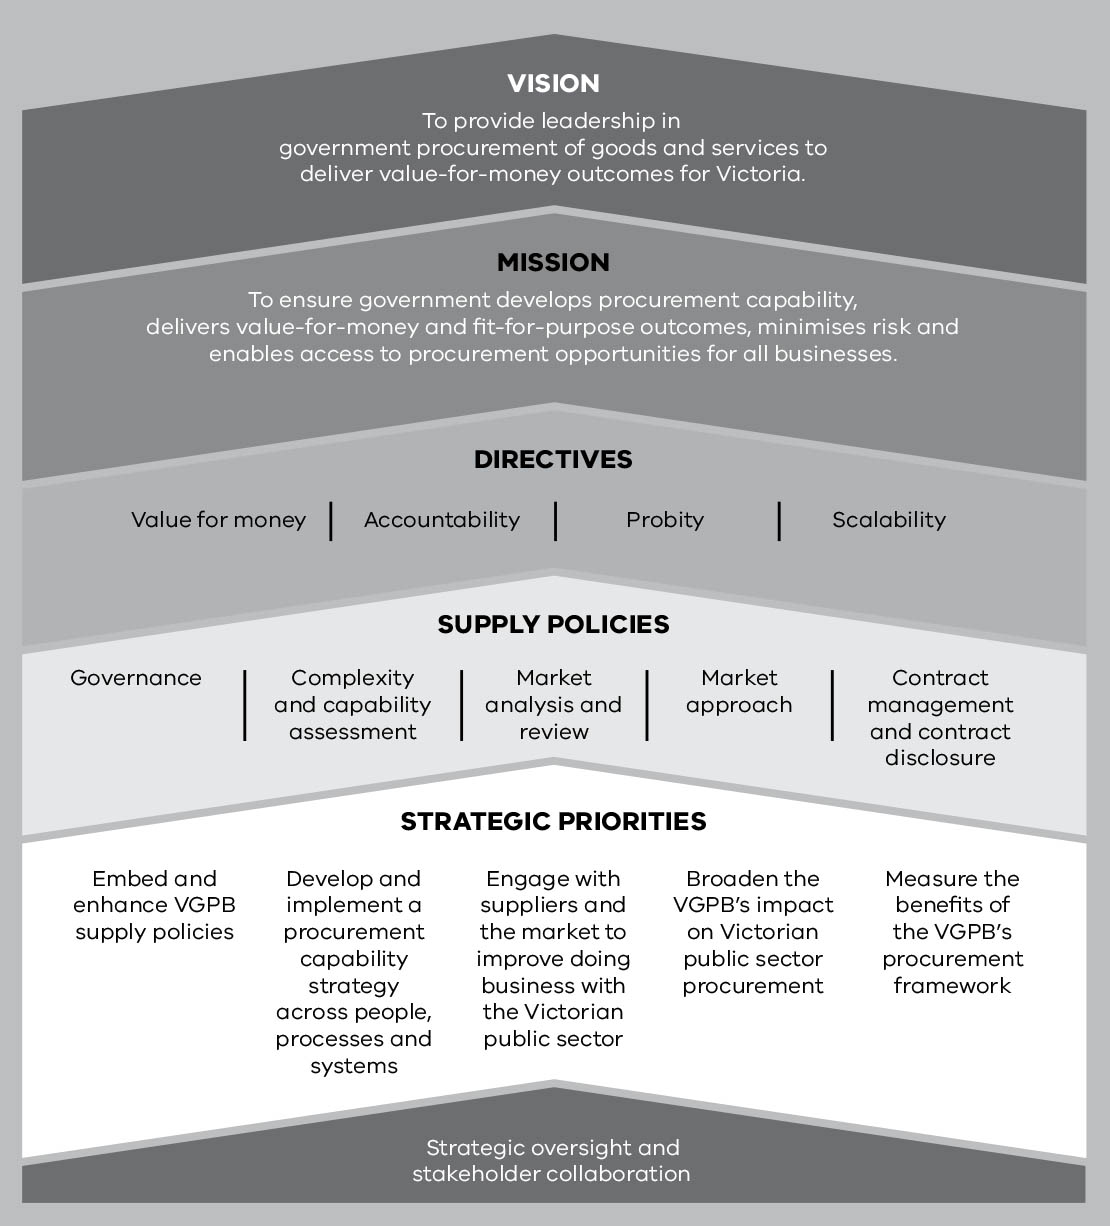 VISION
To provide leadership in
government procurement of goods and services to
deliver value-for-money outcomes for Victoria.
MISSION
To ensure government develops procurement capability,
delivers value-for-money and fit-for-purpose outcomes, minimises risk and
enables access to procurement opportunities for all businesses.
DIRECTIVES
Value for money
Accountability
Probity
Scalability
SUPPLY POLICIES
Governance
Complexity
and capability
assessment
Market
analysis and
review
Market
approach
Contract
management
and contract
disclosure
STRATEGIC PRIORITIES
Embed and
enhance VGPB
supply policies
Develop and
implement a
procurement
capability
strategy
across people,
processes and
systems
Engage with
suppliers and
the market to
improve doing
business with
the Victorian
public sector
Broaden the
VGPB’s impact
on Victorian
public sector
procurement
Measure the
benefits of
the VGPB’s
procurement
framework
Strategic oversight and
stakeholder collaboration